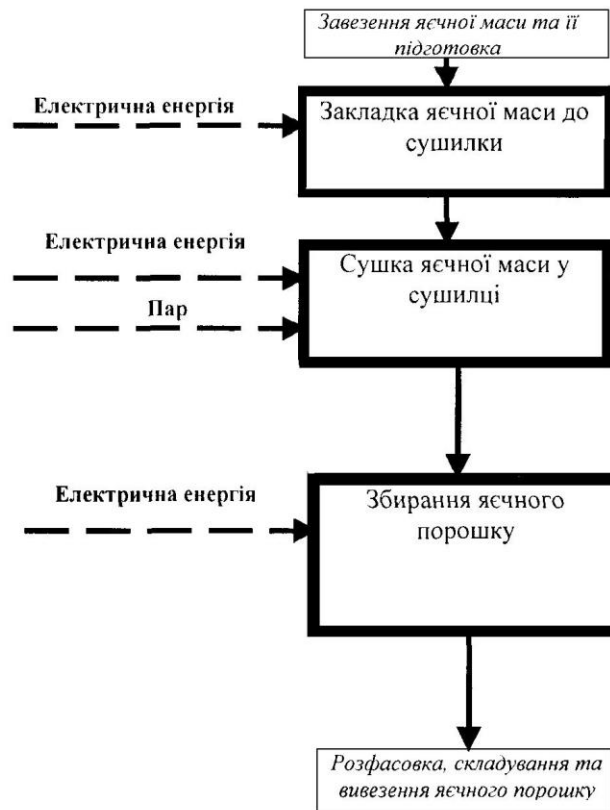 Завезення яєчної маси та її
підготовка
Електрична енергія
Закладка яєчної маси до
сушилки
Електрична енергія
Сушка яєчної маси у
сушилці
Пар
Електрична енергія
Збирання яєчного
порошку
Розфасовка, складування та
вивезення яєчного порошку